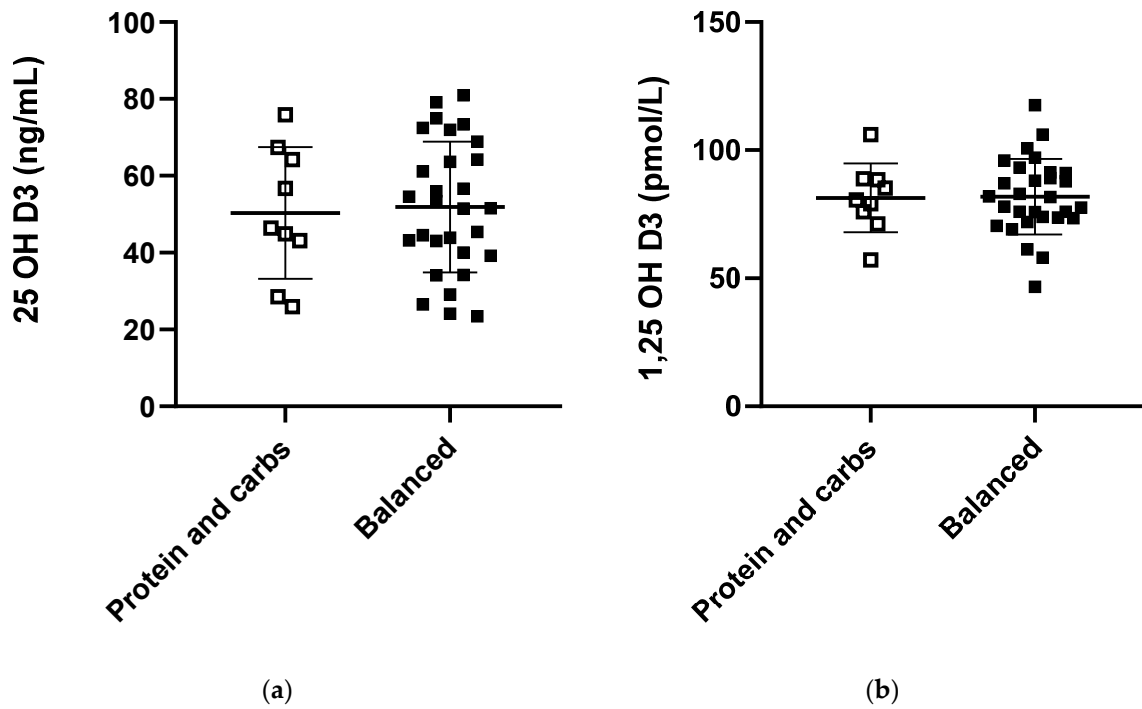 25 OH D3 (ng/mL)
100
80
60
40
20
0
Protein and carbs
Balanced
(a)
1,25 OH D3 (pmol/L)
150
100
50
0
Protein and carbs
Balanced
(b)